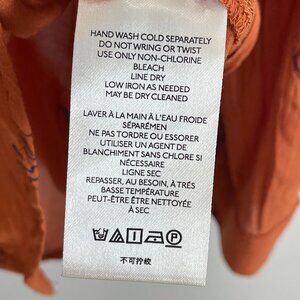 HAND WASH COLD SEPARATELY
DO NOT WRING OR TWIST
USE ONLY NON-CHLORINE
BLEACH
LINE DRY
LOW IRON AS NEEDED
MAY BE DRY CLEANED
LAVER À LA MAIN À L'EAU FROIDE
SÉPARÉMEN
NE PAS TORDRE OU ESSORER
UTILISER UN AGENT DE
BLANCHIMENT SANS CHLORE SI
NÉCESSAIRE
LIGNE SEC
REPASSER, AU BESOIN, À TRÈS
BASSE TEMPÉRATURE
PEUT-ÊTRE ÊTRE NETTOYÉE
À SEC
不可拧绞